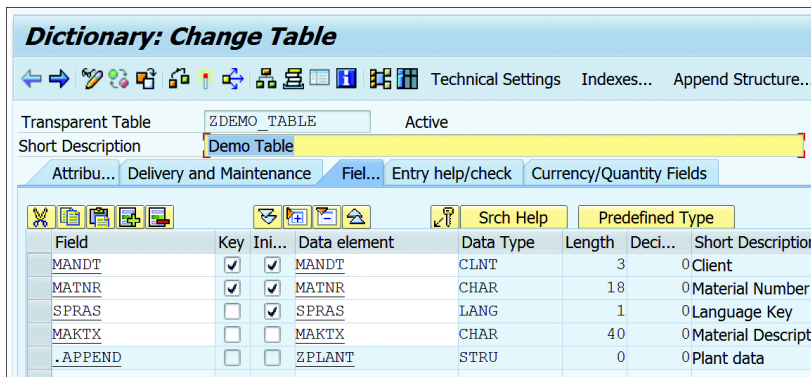 Dictionary: Change Table
Technical Settings Indexes... Append Structure...
Transparent Table ZDEMO_TABLE Active
Short Description Demo Table
Attribu... Delivery and Maintenance Fiel... Entry help/check Currency/Quantity Fields
Srch Help Predefined Type
Field Key Ini... Data element Data Type Length Deci... Short Description
MANDT MANDT CLNT 3 0 Client
MATNR MATNR CHAR 18 0 Material Number
SPRAS SPRAS LANG 1 0 Language Key
MAKTX MAKTX CHAR 40 0 Material Descript
.APPEND ZPLANT STRU 0 0 Plant data